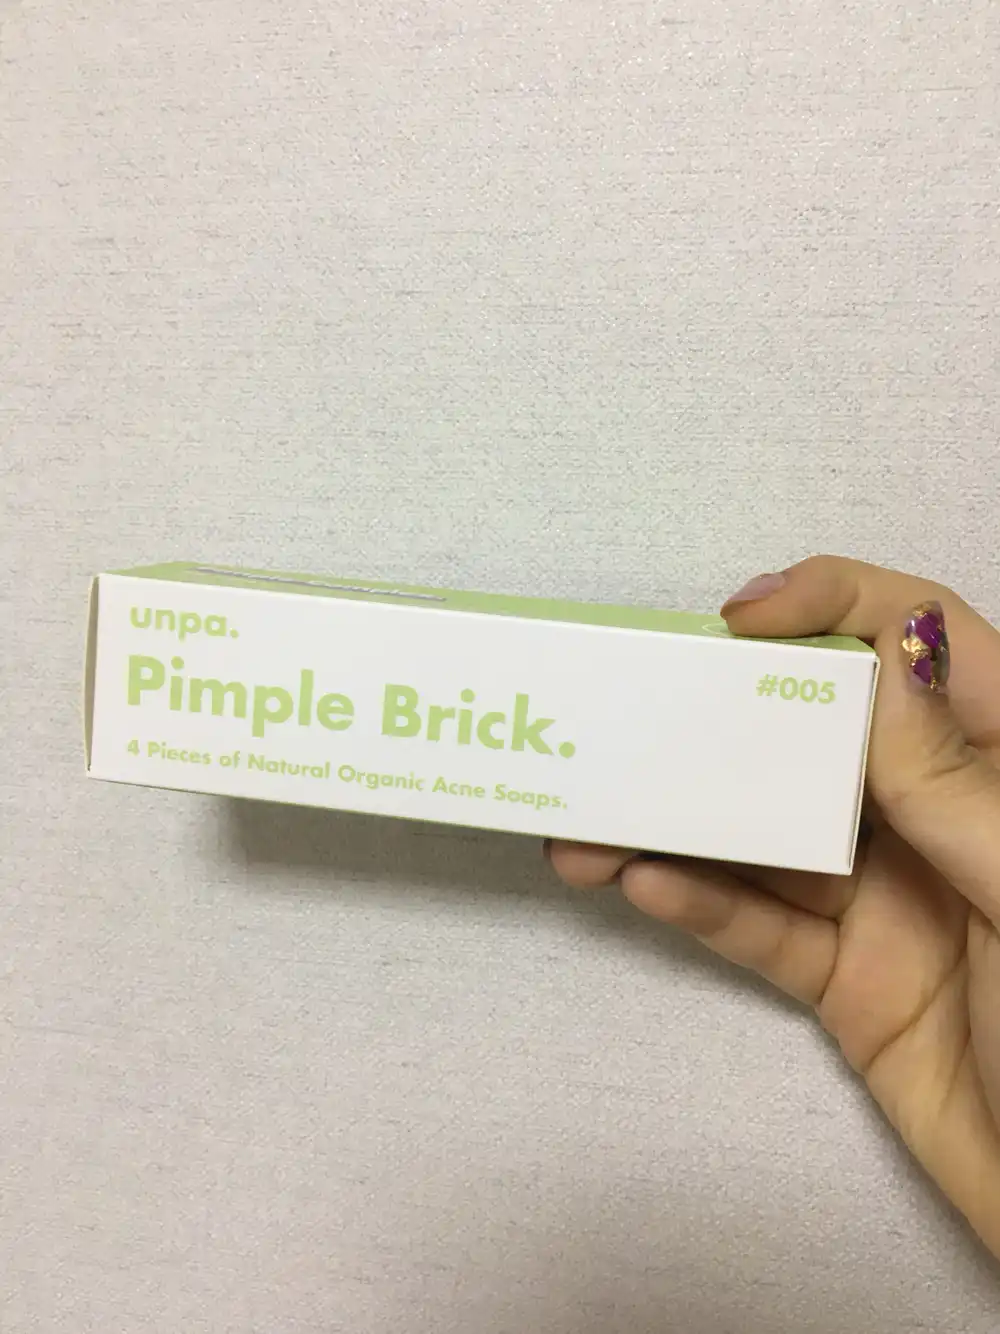 unpa.
Pimple Brick.
4 Pieces of Natural Organic Acne Soaps.
#005